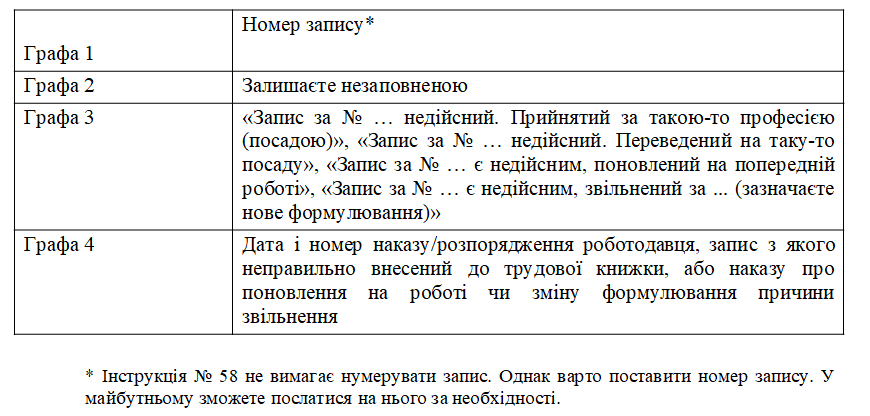 Номер запису*
Графа 1
Графа 2
Залишаєте незаповненою
Графа 3
«Запис за № … недійсний. Прийнятий за такою-то професією
(посадою)», «Запис за № … недійсний. Переведений на таку-то
посаду», «Запис за № … є недійсним, поновлений на попередній
роботі», «Запис за № … є недійсним, звільнений за ... (зазначаєте
нове формулювання)»
Графа 4
Дата і номер наказу/розпорядження роботодавця, запис з якого
неправильно внесений до трудової книжки, або наказу про
поновлення на роботі чи зміну формулювання причини
звільнення
* Інструкція № 58 не вимагає нумерувати запис. Однак варто поставити номер запису. У
майбутньому зможете послатися на нього за необхідності.